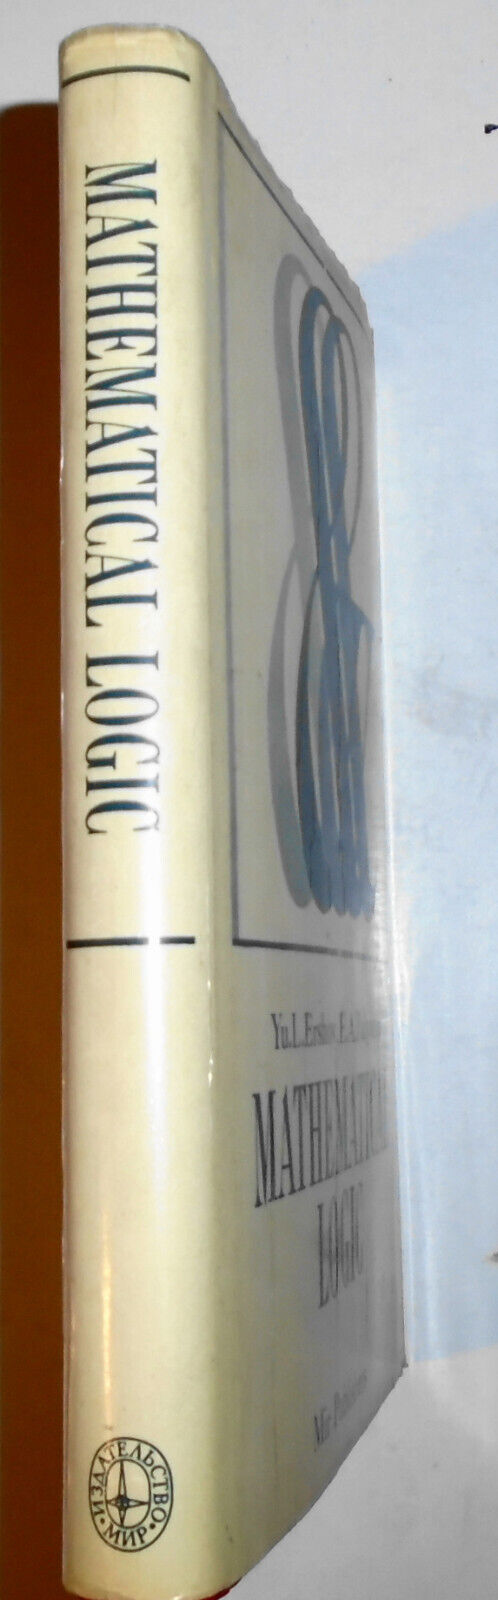 MATHEMATICAL LOGIC
ИЗДАТЕЛЬСТВО
МИР
Yu.L.Ershov, E.A.
MATHEMATICAL
LOGIC
Mir Publishers